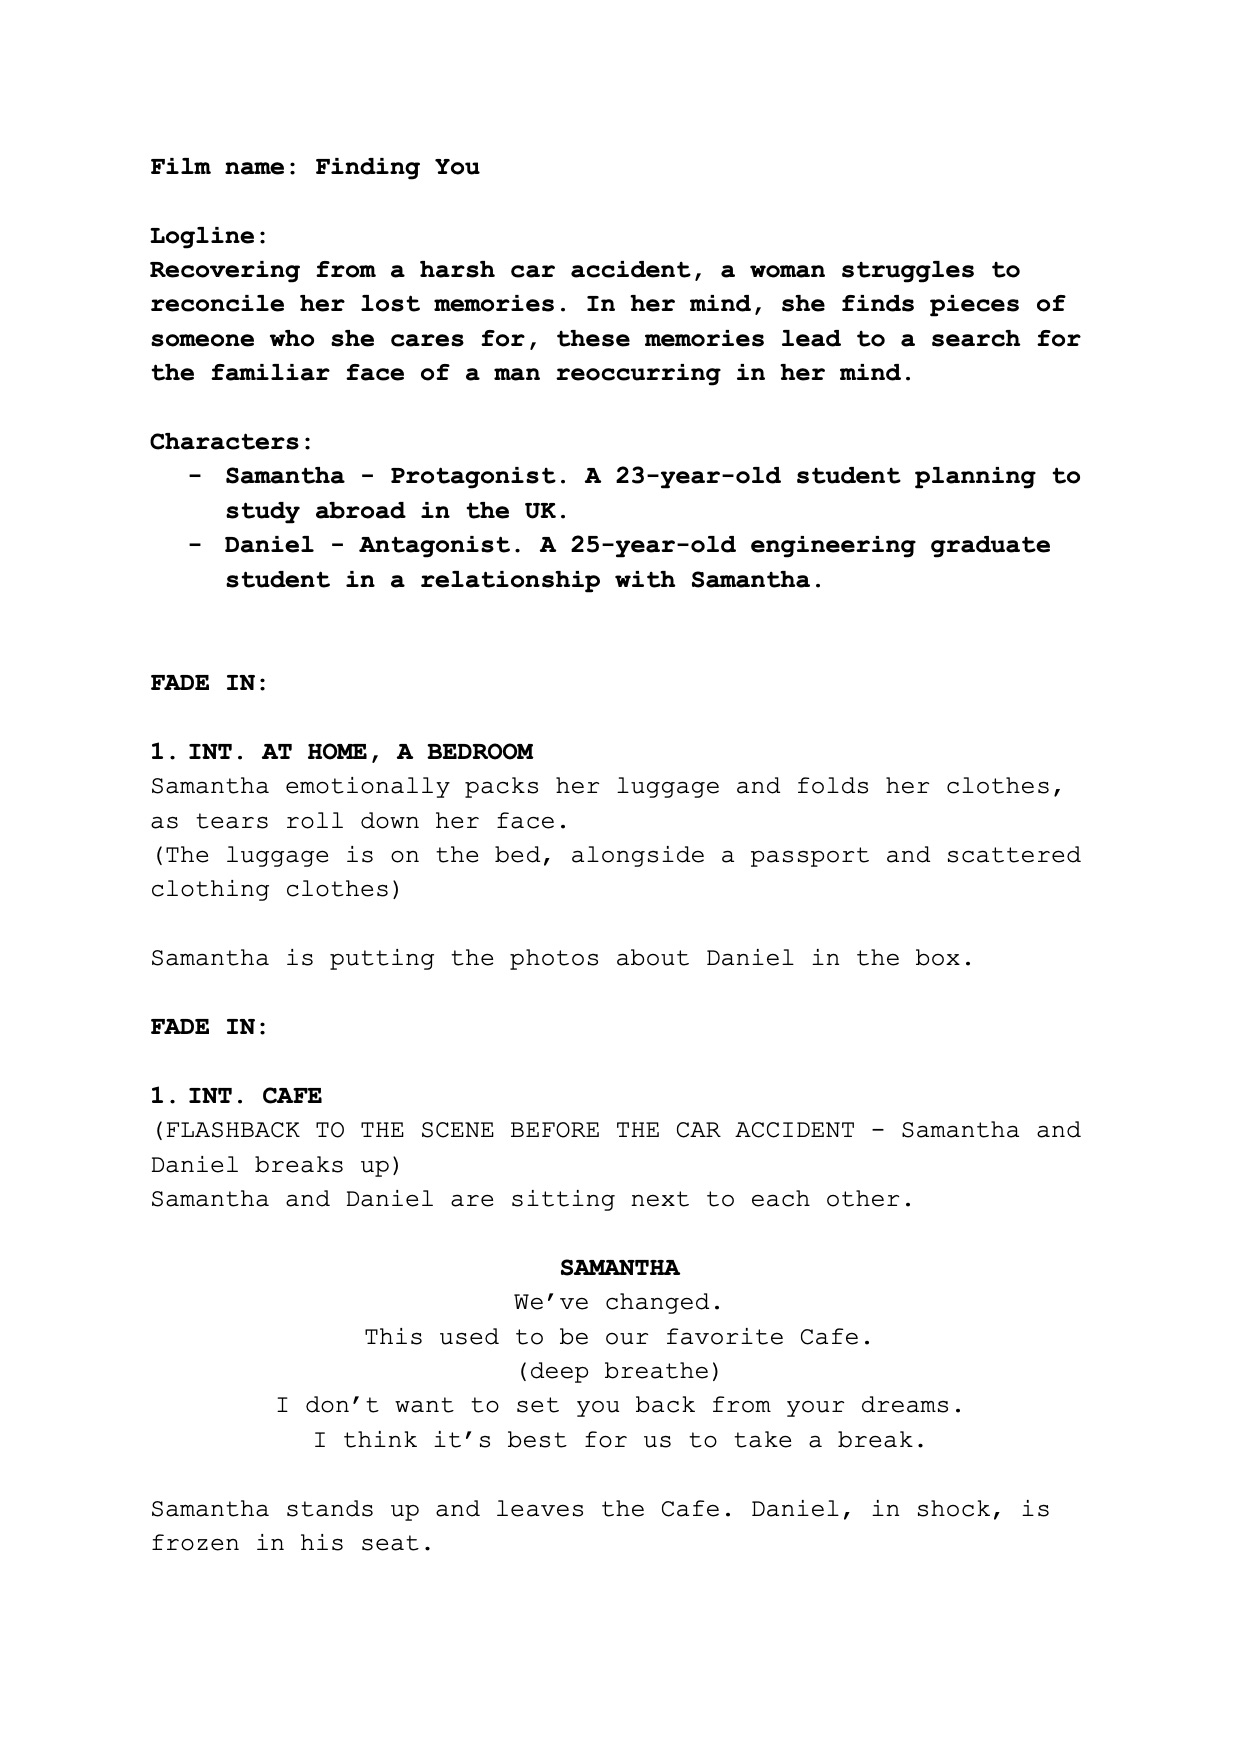 Film name: Finding You
Logline:
Recovering from a harsh car accident, a woman struggles to
reconcile her lost memories. In her mind, she finds pieces of
someone who she cares for, these memories lead to a search for
the familiar face of a man reoccurring in her mind.
Characters:
- Samantha - Protagonist. A 23-year-old student planning to
study abroad in the UK.
- Daniel - Antagonist. A 25-year-old engineering graduate
student in a relationship with Samantha.
FADE IN:
1. INT. AT HOME, A BEDROOM
Samantha emotionally packs her luggage and folds her clothes,
as tears roll down her face.
(The luggage is on the bed, alongside a passport and scattered
clothing clothes)
Samantha is putting the photos about Daniel in the box.
FADE IN:
1. INT. CAFE
(FLASHBACK TO THE SCENE BEFORE THE CAR ACCIDENT - Samantha and
Daniel breaks up)
Samantha and Daniel are sitting next to each other.
SAMANTHA
We’ve changed.
This used to be our favorite Cafe.
(deep breathe)
I don’t want to set you back from your dreams.
I think it’s best for us to take a break.
Samantha stands up and leaves the Cafe. Daniel, in shock, is
frozen in his seat.